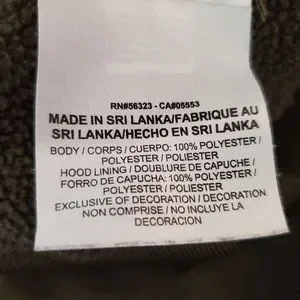 RN#56323 - CA#05553
MADE IN SRI LANKA/FABRIQUE AU
SRI LANKA/HECHO EN SRI LANKA
BODY / CORPS / CUERPO: 100% POLYESTER /
POLYESTER / POLIESTER
HOOD LINING / DOUBLURE DE CAPUCHE /
FORRO DE CAPUCHA: 100% POLYESTER /
POLYESTER / POLIESTER
EXCLUSIVE OF DECORATION / DECORATION
NON COMPRISE / NO INCLUYE LA
DECORACION